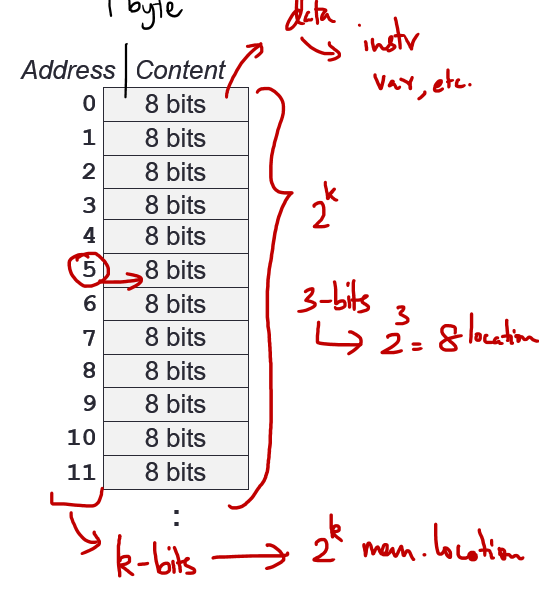 1 byte
data
instr
var, etc.
Address Content
0 8 bits
1 8 bits
2 8 bits
3 8 bits
4 8 bits
5 8 bits
6 8 bits
7 8 bits
8 8 bits
9 8 bits
10 8 bits
11 8 bits
:
2^k
3-bits
2^3 = 8 location
k-bits → 2^k mem. location